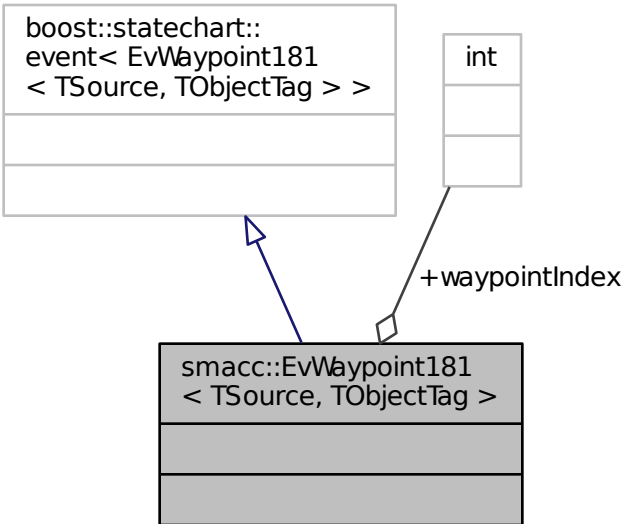 boost::statechart::
event< EvWaypoint181
< TSource, TObjectTag > >
int
+waypointIndex
smacc::EvWaypoint181
< TSource, TObjectTag >